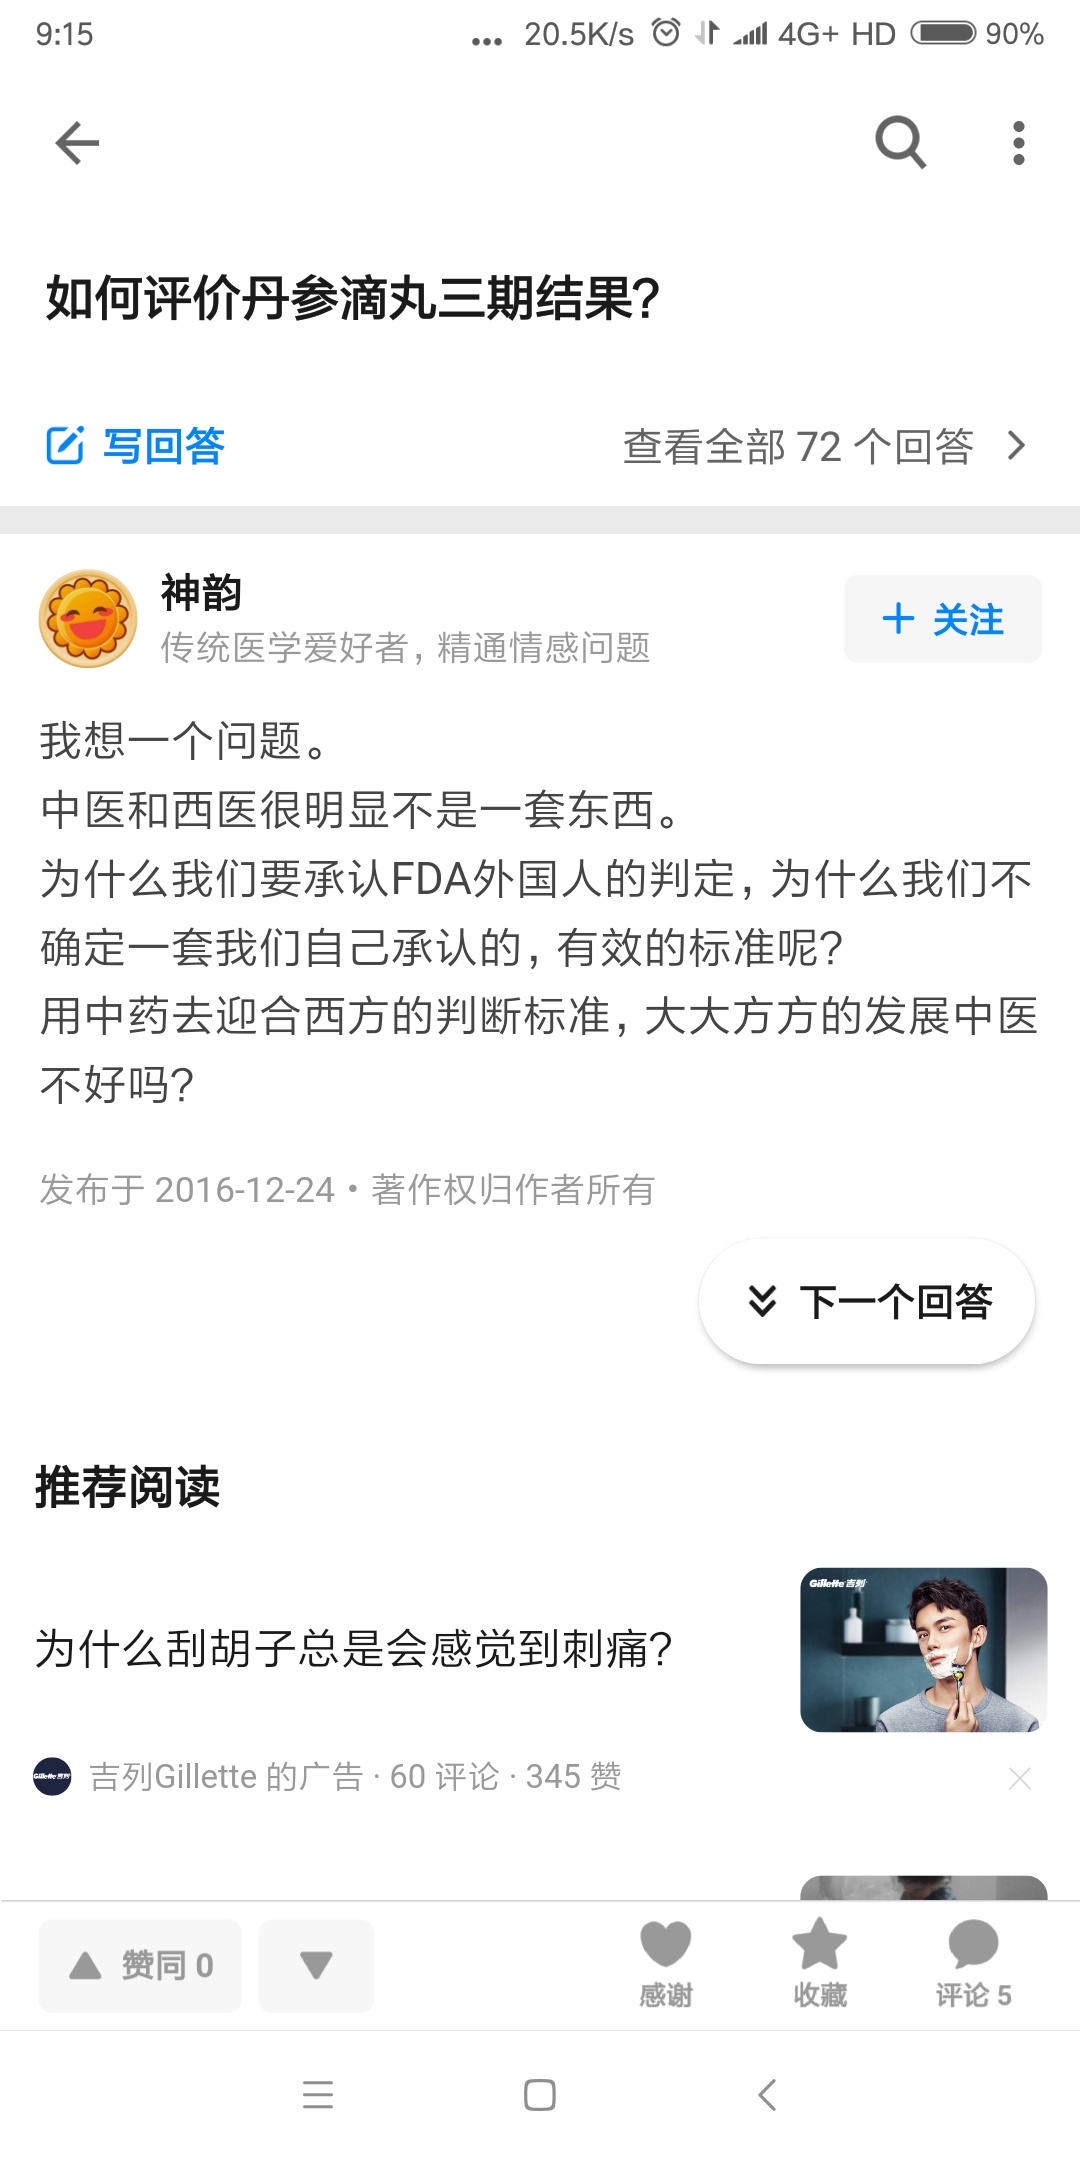 9:15 ... 20.5K/s 4G+ HD 90%
如何评价丹参滴丸三期结果?
写回答 查看全部 72 个回答
神韵
传统医学爱好者, 精通情感问题
+ 关注
我想一个问题。
中医和西医很明显不是一套东西。
为什么我们要承认FDA外国人的判定, 为什么我们不
确定一套我们自己承认的, 有效的标准呢?
用中药去迎合西方的判断标准, 大大方方的发展中医
不好吗?
发布于 2016-12-24 · 著作权归作者所有
下一个回答
推荐阅读
Gillette 吉列
为什么刮胡子总是会感觉到刺痛?
Gillette 吉列
吉列Gillette 的广告 · 60 评论 · 345 赞
赞同 0
感谢 收藏 评论 5